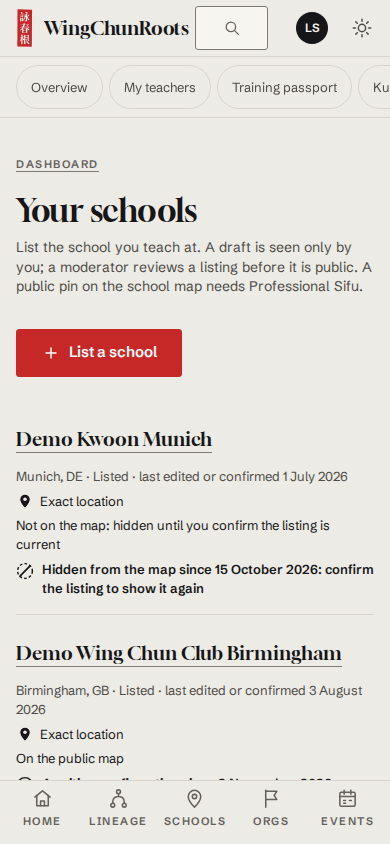 詠春根
WingChunRoots
LS
Overview
My teachers
Training passport
Ku
DASHBOARD
Your schools
List the school you teach at. A draft is seen only by
you; a moderator reviews a listing before it is public. A
public pin on the school map needs Professional Sifu.
+ List a school
Demo Kwoon Munich
Munich, DE · Listed · last edited or confirmed 1 July 2026
Exact location
Not on the map: hidden until you confirm the listing is
current
Hidden from the map since 15 October 2026: confirm
the listing to show it again
Demo Wing Chun Club Birmingham
Birmingham, GB · Listed · last edited or confirmed 3 August
2026
Exact location
On the public map
HOME
LINEAGE
SCHOOLS
ORGS
EVENTS